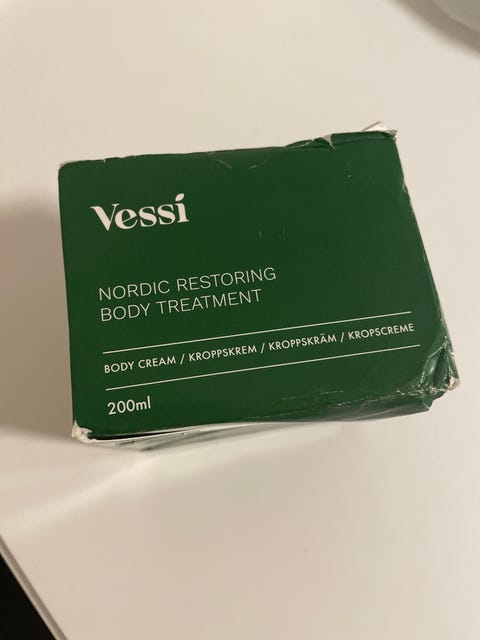 Vessi
NORDIC RESTORING
BODY TREATMENT
BODY CREAM / KROPPSKREM / KROPPSKRÄM / KROPSCREME
200ml